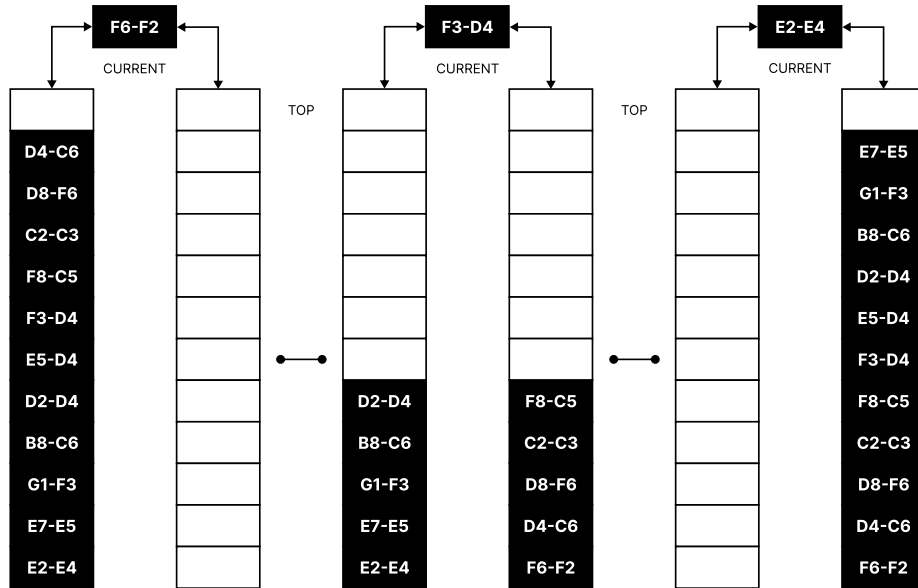 F6-F2 F3-D4 E2-E4
CURRENT CURRENT CURRENT
TOP TOP
D4-C6 E7-E5
D8-F6 G1-F3
C2-C3 B8-C6
F8-C5 D2-D4
F3-D4 E5-D4
E5-D4 F3-D4
D2-D4 D2-D4 F8-C5 F8-C5
B8-C6 B8-C6 C2-C3 C2-C3
G1-F3 G1-F3 D8-F6 D8-F6
E7-E5 E7-E5 D4-C6 D4-C6
E2-E4 E2-E4 F6-F2 F6-F2